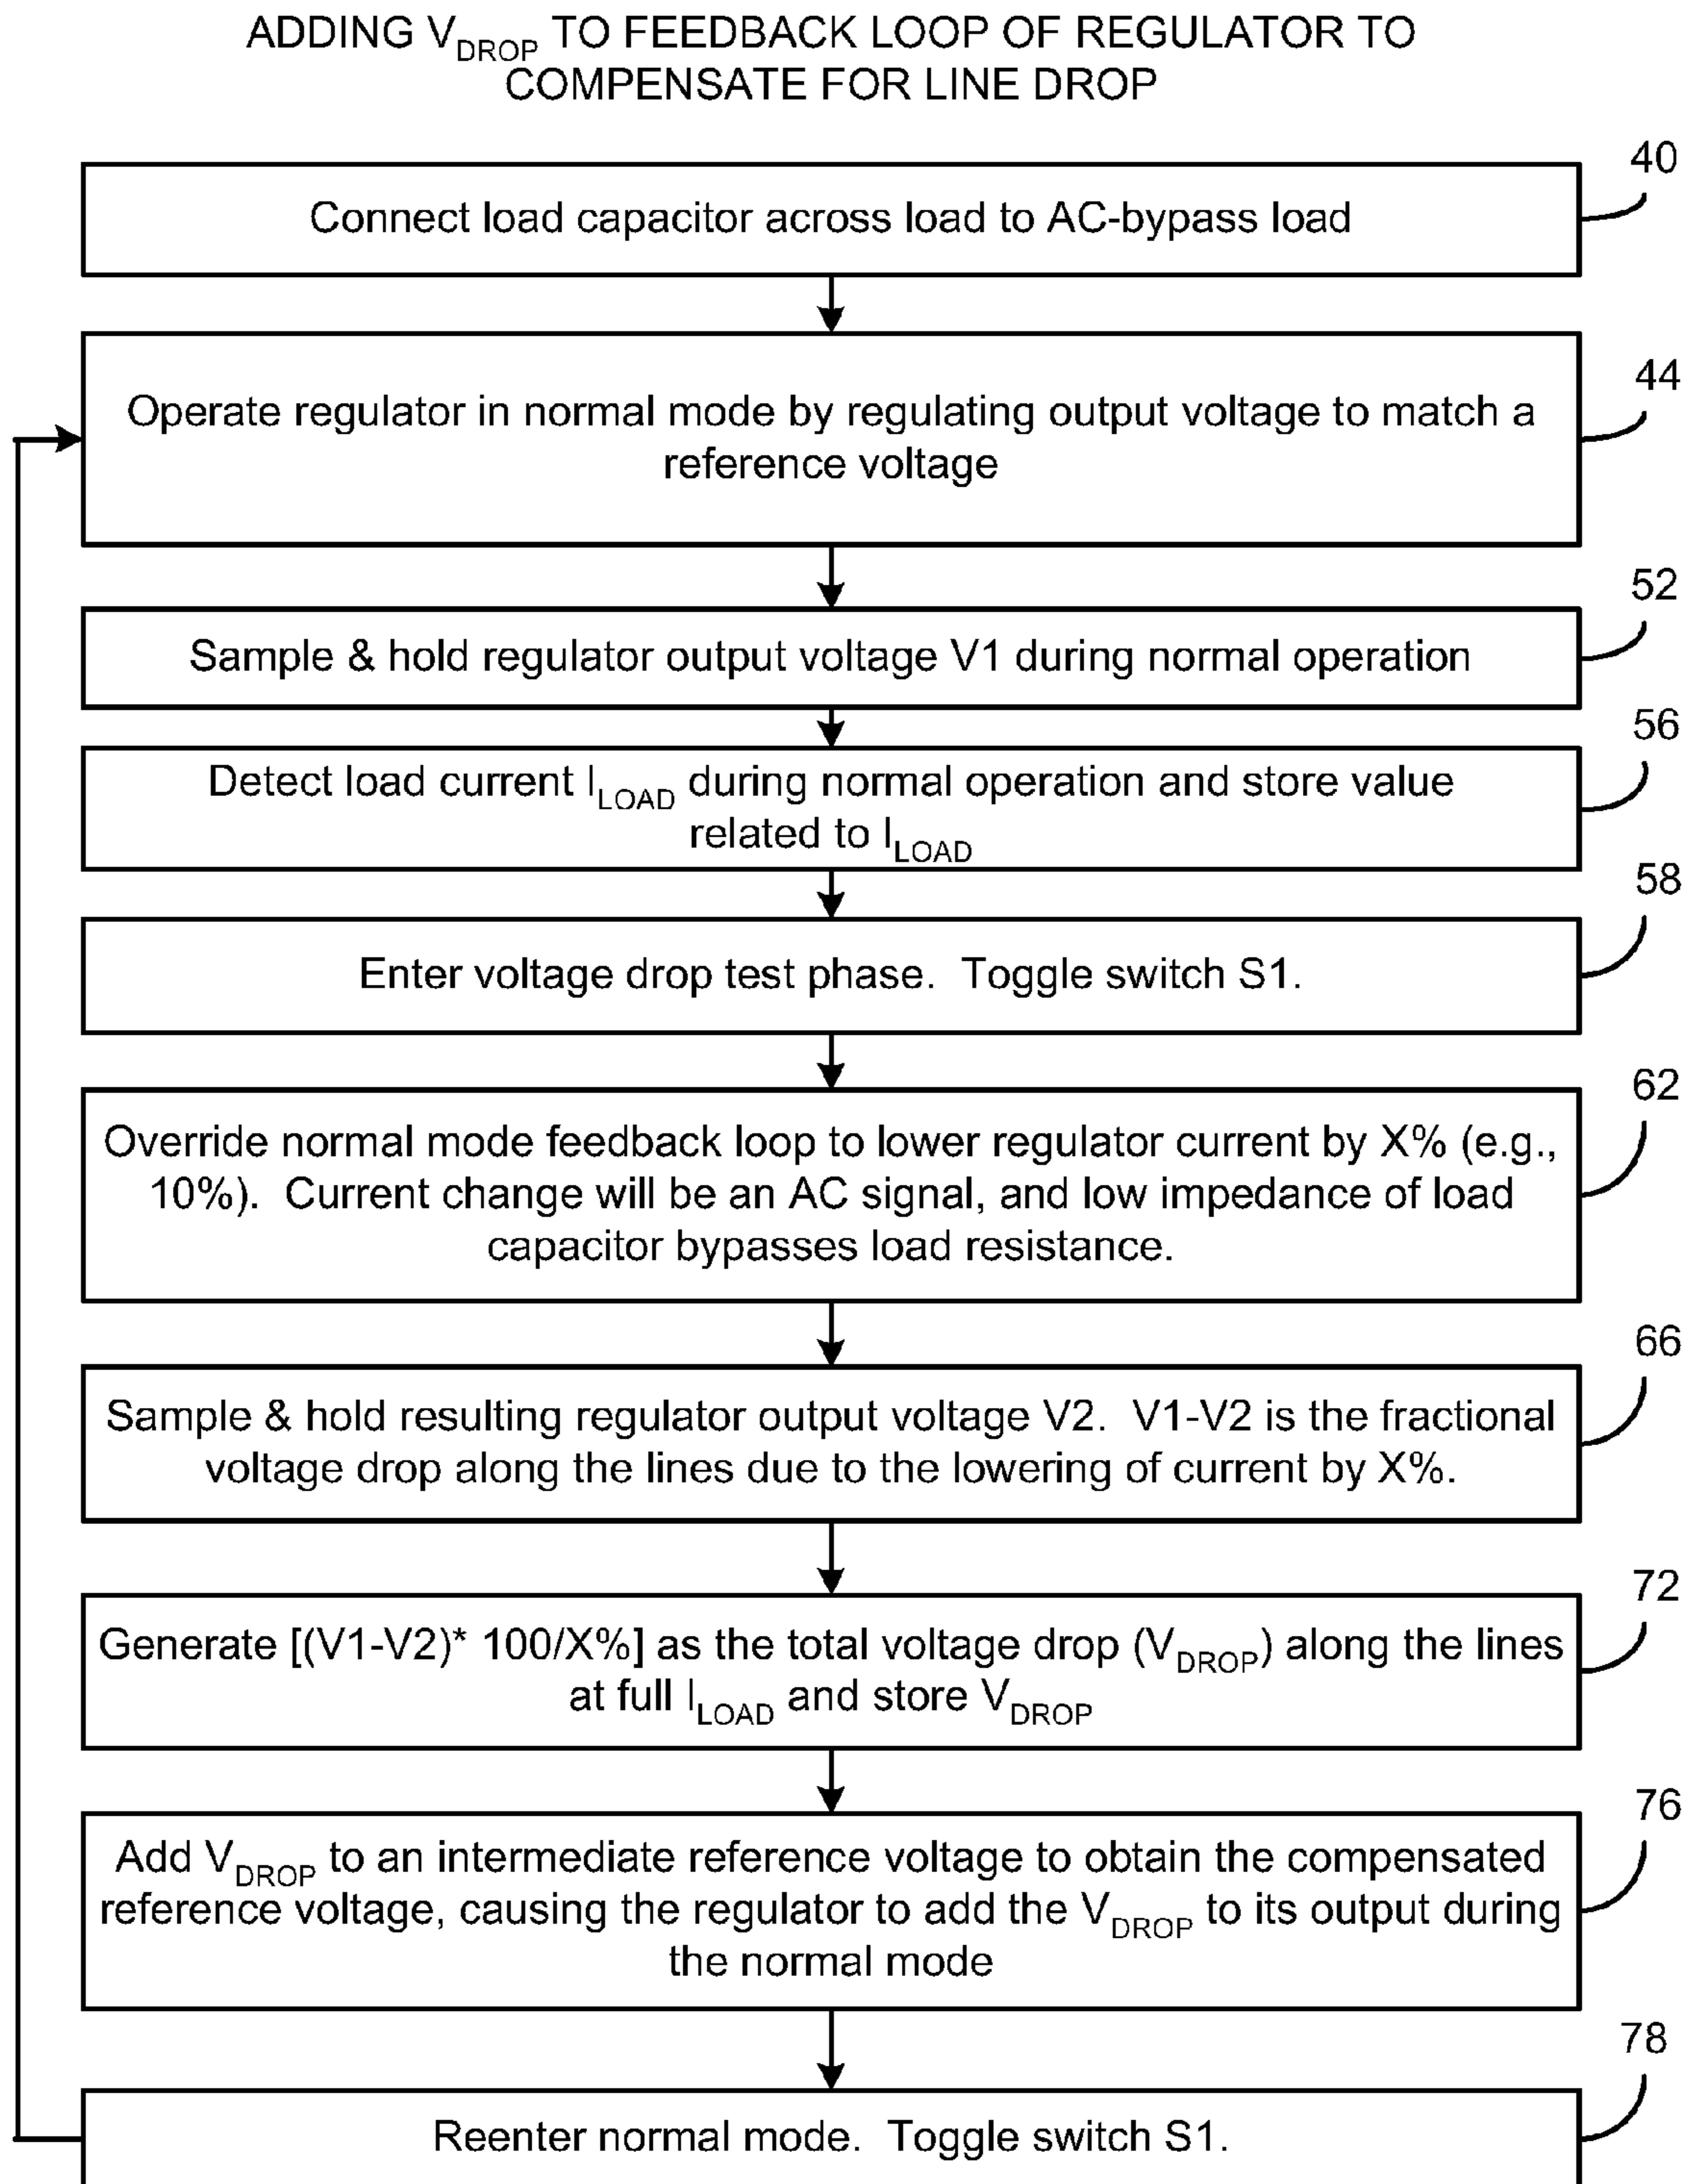 ADDING VDROP TO FEEDBACK LOOP OF REGULATOR TO
COMPENSATE FOR LINE DROP
40
Connect load capacitor across load to AC-bypass load
44
Operate regulator in normal mode by regulating output voltage to match a
reference voltage
52
Sample & hold regulator output voltage V1 during normal operation
56
Detect load current ILOAD during normal operation and store value
related to ILOAD
58
Enter voltage drop test phase. Toggle switch S1.
62
Override normal mode feedback loop to lower regulator current by X% (e.g.,
10%). Current change will be an AC signal, and low impedance of load
capacitor bypasses load resistance.
66
Sample & hold resulting regulator output voltage V2. V1-V2 is the fractional
voltage drop along the lines due to the lowering of current by X%.
72
Generate [(V1-V2)* 100/X%] as the total voltage drop (VDROP) along the lines
at full ILOAD and store VDROP
76
Add VDROP to an intermediate reference voltage to obtain the compensated
reference voltage, causing the regulator to add the VDROP to its output during
the normal mode
78
Reenter normal mode. Toggle switch S1.